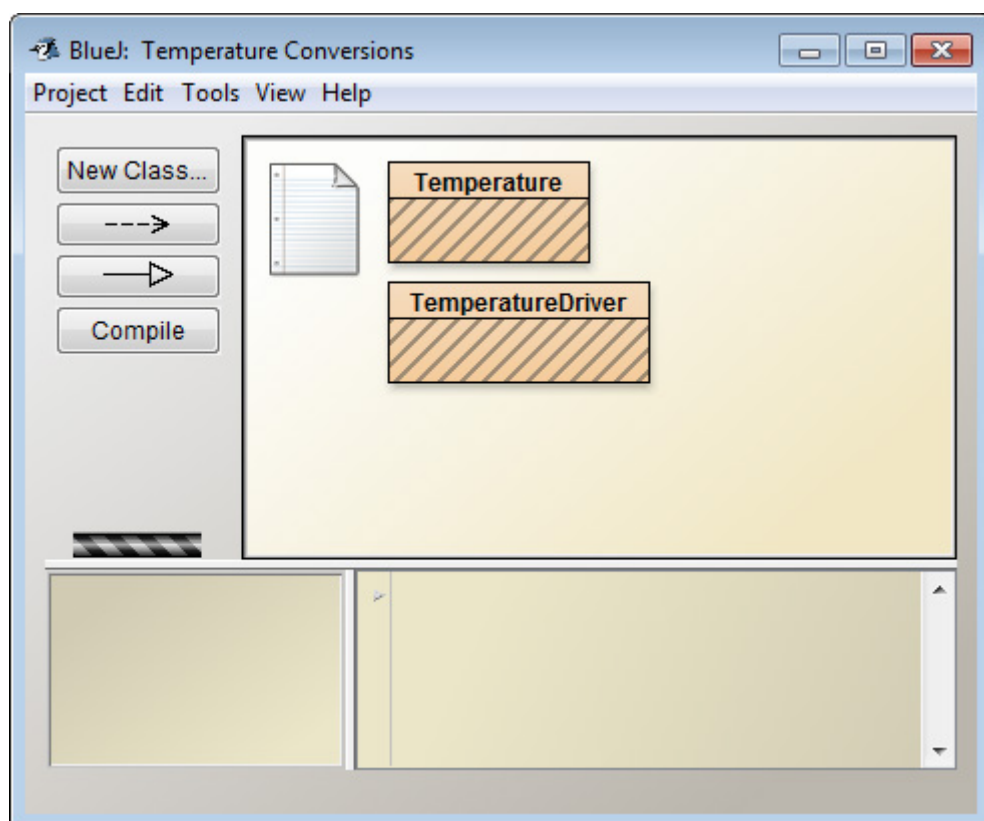 BlueJ: Temperature Conversions
Project Edit Tools View Help
New Class...
Compile
Temperature
TemperatureDriver